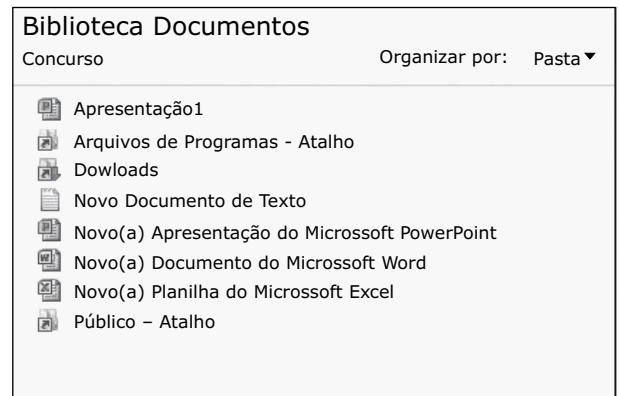 Biblioteca Documentos
Concurso Organizar por: Pasta
Apresentação1
Arquivos de Programas - Atalho
Dowloads
Novo Documento de Texto
Novo(a) Apresentação do Microssoft PowerPoint
Novo(a) Documento do Microssoft Word
Novo(a) Planilha do Microssoft Excel
Público – Atalho